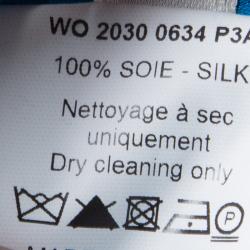 WO 2030 0634 P3A
100% SOIE - SILK
Nettoyage à sec
uniquement
Dry cleaning only
P